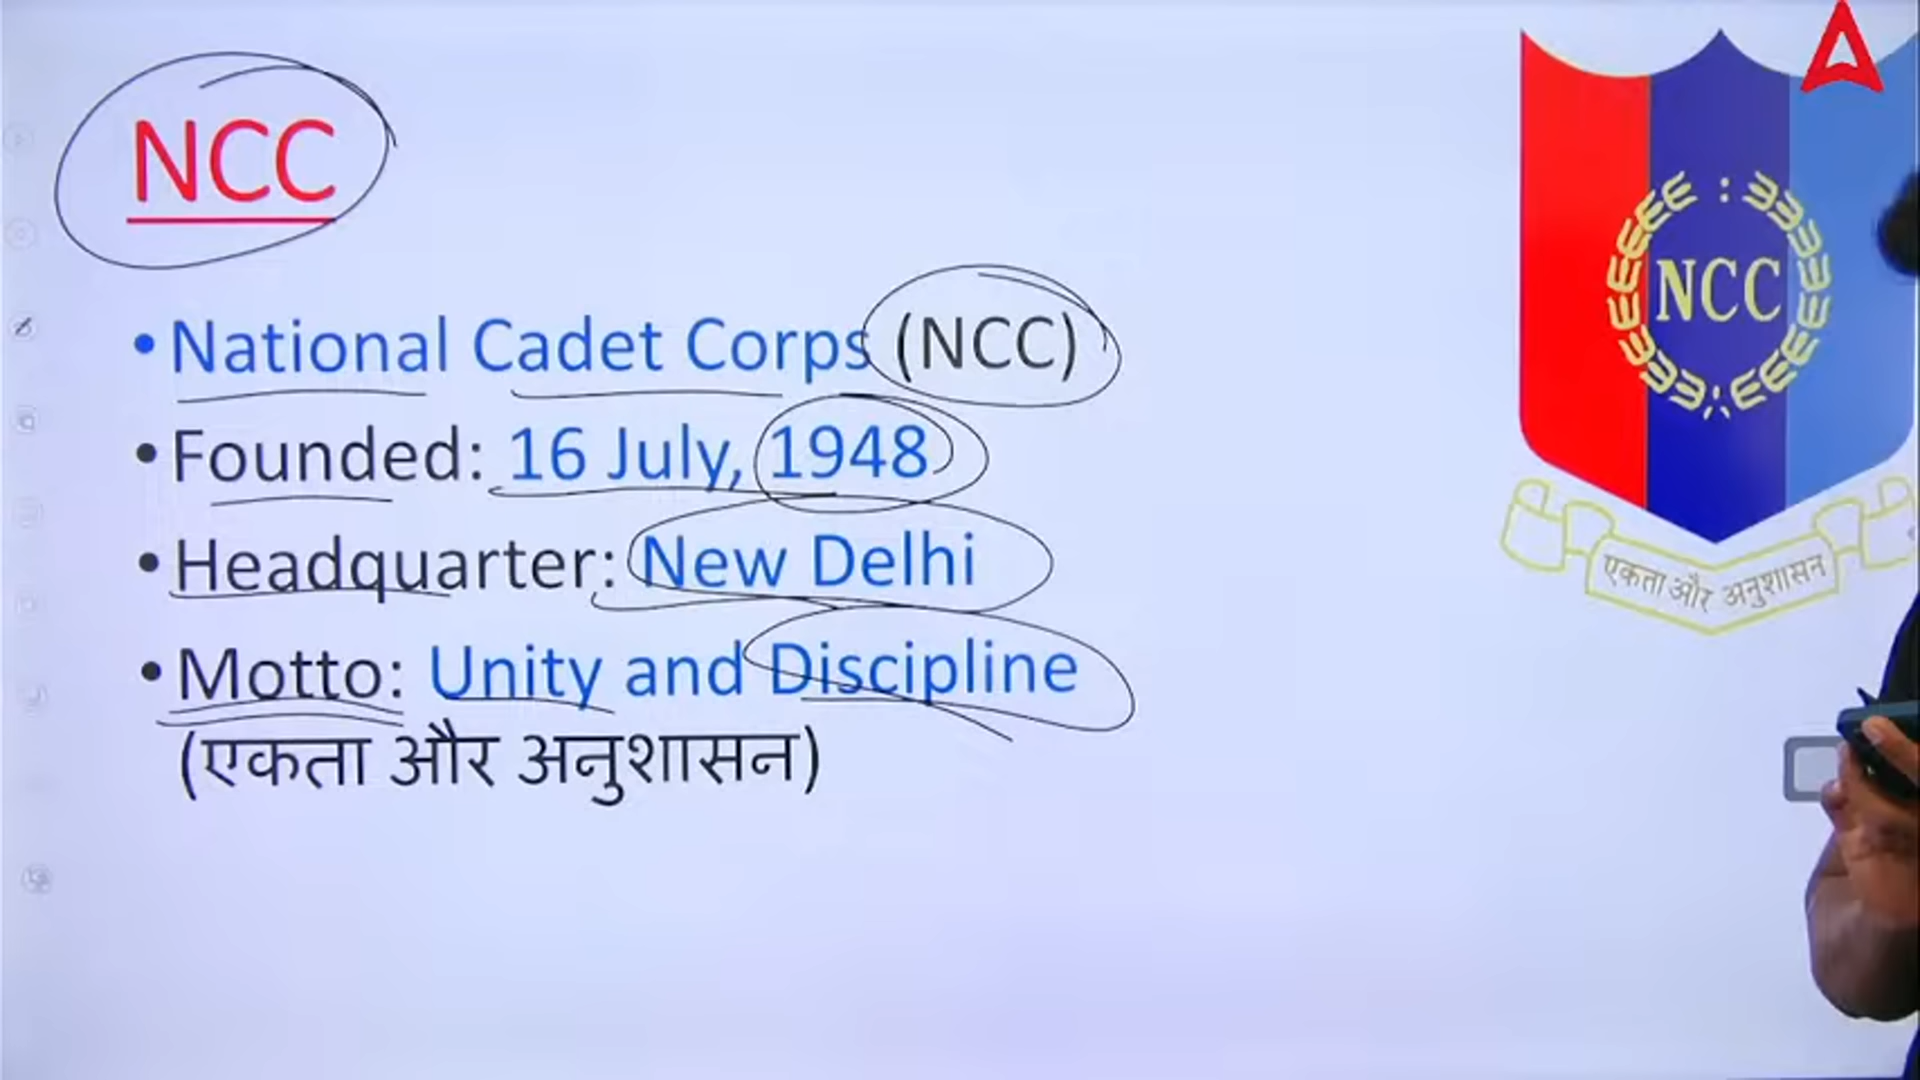 NCC
• National Cadet Corps (NCC)
• Founded: 16 July, 1948
• Headquarter: New Delhi
• Motto: Unity and Discipline
(एकता और अनुशासन)
NCC
एकता और अनुशासन